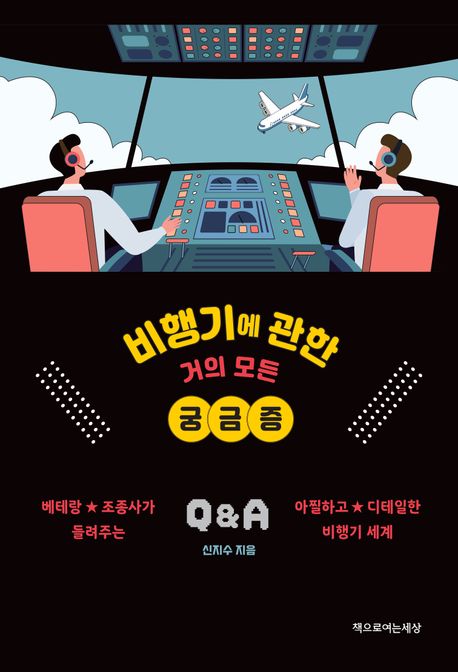 비행기에 관한
거의 모든
궁금증
베테랑 ★ 조종사가
들려주는
Q&A
아찔하고 ★ 디테일한
비행기 세계
신지수 지음
책으로여는세상